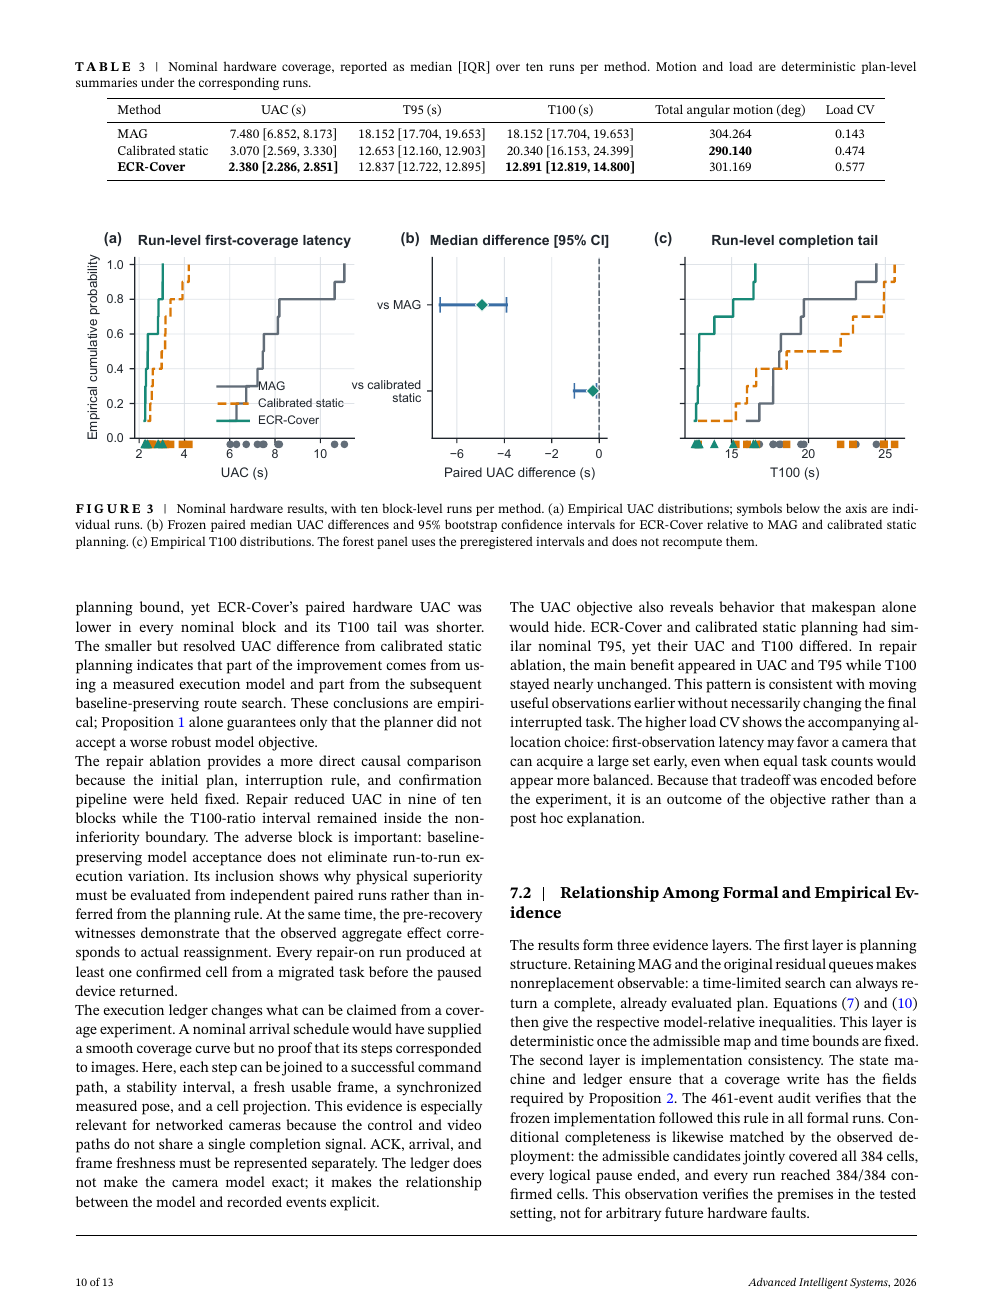 TABLE 3 | Nominal hardware coverage, reported as median [IQR] over ten runs per method. Motion and load are deterministic plan-level
summaries under the corresponding runs.
Method UAC (s) T95 (s) T100 (s) Total angular motion (deg) Load CV
MAG 7.480 [6.852, 8.173] 18.152 [17.704, 19.653] 18.152 [17.704, 19.653] 304.264 0.143
Calibrated static 3.070 [2.569, 3.330] 12.653 [12.160, 12.903] 20.340 [16.153, 24.399] 290.140 0.474
ECR-Cover 2.380 [2.286, 2.851] 12.837 [12.722, 12.895] 12.891 [12.819, 14.800] 301.169 0.577
(a) Run-level first-coverage latency
Empirical cumulative probability
1.0
0.8
0.6
0.4
0.2
0.0
MAG
Calibrated static
ECR-Cover
2 4 6 8 10
UAC (s)
(b) Median difference [95% CI]
vs MAG
vs calibrated
static
−6 −4 −2 0
Paired UAC difference (s)
(c) Run-level completion tail
15 20 25
T100 (s)
FIGURE 3 | Nominal hardware results, with ten block-level runs per method. (a) Empirical UAC distributions; symbols below the axis are indi-
vidual runs. (b) Frozen paired median UAC differences and 95% bootstrap confidence intervals for ECR-Cover relative to MAG and calibrated static
planning. (c) Empirical T100 distributions. The forest panel uses the preregistered intervals and does not recompute them.
planning bound, yet ECR-Cover's paired hardware UAC was
lower in every nominal block and its T100 tail was shorter.
The smaller but resolved UAC difference from calibrated static
planning indicates that part of the improvement comes from us-
ing a measured execution model and part from the subsequent
baseline-preserving route search. These conclusions are empiri-
cal; Proposition 1 alone guarantees only that the planner did not
accept a worse robust model objective.
The repair ablation provides a more direct causal comparison
because the initial plan, interruption rule, and confirmation
pipeline were held fixed. Repair reduced UAC in nine of ten
blocks while the T100-ratio interval remained inside the non-
inferiority boundary. The adverse block is important: baseline-
preserving model acceptance does not eliminate run-to-run ex-
ecution variation. Its inclusion shows why physical superiority
must be evaluated from independent paired runs rather than in-
ferred from the planning rule. At the same time, the pre-recovery
witnesses demonstrate that the observed aggregate effect corre-
sponds to actual reassignment. Every repair-on run produced at
least one confirmed cell from a migrated task before the paused
device returned.
The execution ledger changes what can be claimed from a cover-
age experiment. A nominal arrival schedule would have supplied
a smooth coverage curve but no proof that its steps corresponded
to images. Here, each step can be joined to a successful command
path, a stability interval, a fresh usable frame, a synchronized
measured pose, and a cell projection. This evidence is especially
relevant for networked cameras because the control and video
paths do not share a single completion signal. ACK, arrival, and
frame freshness must be represented separately. The ledger does
not make the camera model exact; it makes the relationship
between the model and recorded events explicit.
The UAC objective also reveals behavior that makespan alone
would hide. ECR-Cover and calibrated static planning had sim-
ilar nominal T95, yet their UAC and T100 differed. In repair
ablation, the main benefit appeared in UAC and T95 while T100
stayed nearly unchanged. This pattern is consistent with moving
useful observations earlier without necessarily changing the final
interrupted task. The higher load CV shows the accompanying al-
location choice: first-observation latency may favor a camera that
can acquire a large set early, even when equal task counts would
appear more balanced. Because that tradeoff was encoded before
the experiment, it is an outcome of the objective rather than a
post hoc explanation.
7.2 | Relationship Among Formal and Empirical Ev-
idence
The results form three evidence layers. The first layer is planning
structure. Retaining MAG and the original residual queues makes
nonreplacement observable: a time-limited search can always re-
turn a complete, already evaluated plan. Equations (7) and (10)
then give the respective model-relative inequalities. This layer is
deterministic once the admissible map and time bounds are fixed.
The second layer is implementation consistency. The state ma-
chine and ledger ensure that a coverage write has the fields
required by Proposition 2. The 461-event audit verifies that the
frozen implementation followed this rule in all formal runs. Con-
ditional completeness is likewise matched by the observed de-
ployment: the admissible candidates jointly covered all 384 cells,
every logical pause ended, and every run reached 384/384 con-
firmed cells. This observation verifies the premises in the tested
setting, not for arbitrary future hardware faults.
10 of 13
Advanced Intelligent Systems, 2026